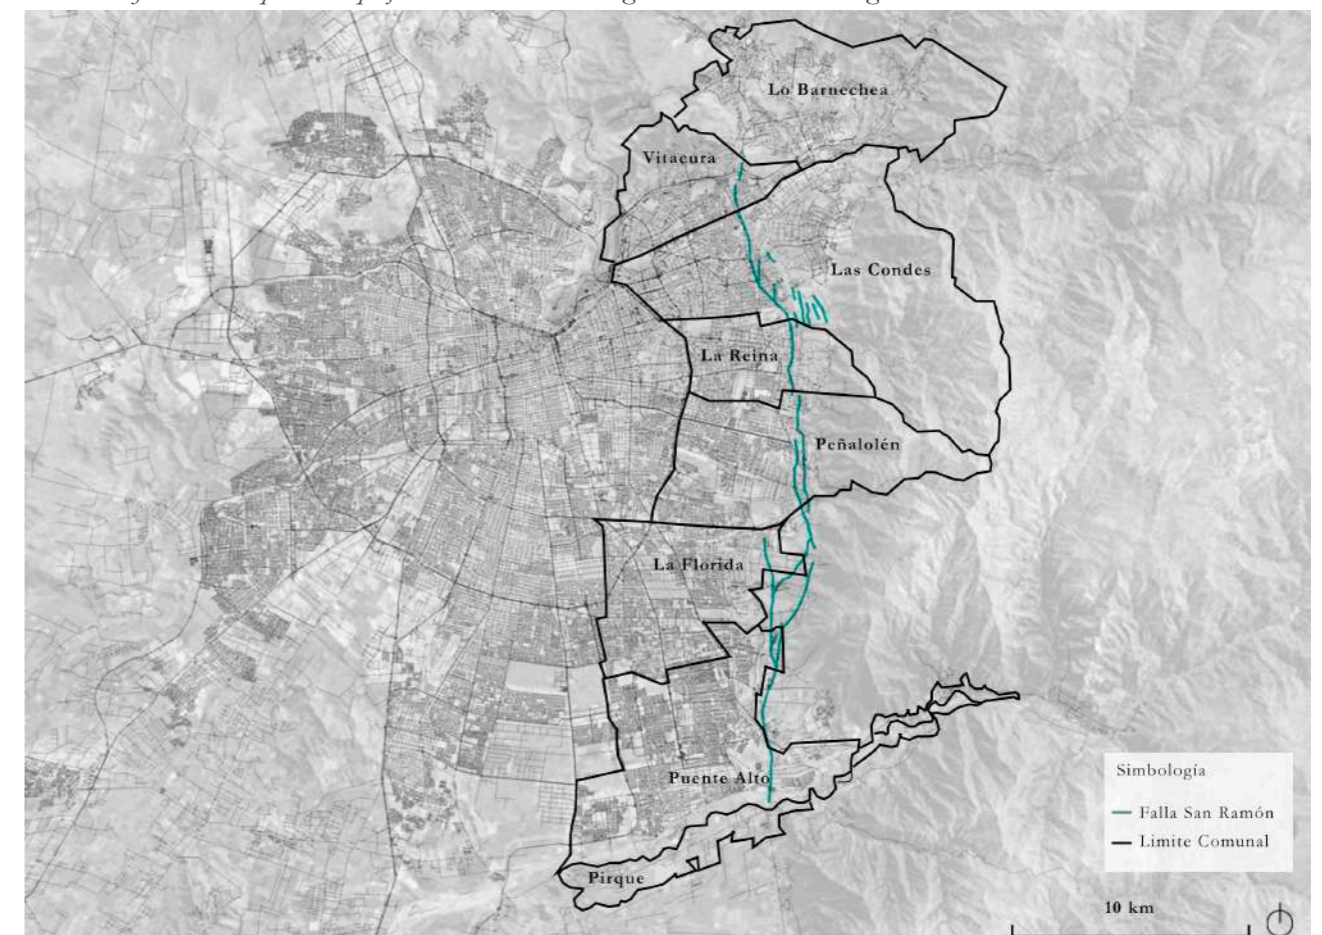 Lo Barnechea
Vitacura
Las Condes
La Reina
Peñalolén
La Florida
Puente Alto
Pirque
Simbología
Falla San Ramón
Limite Comunal
10 km